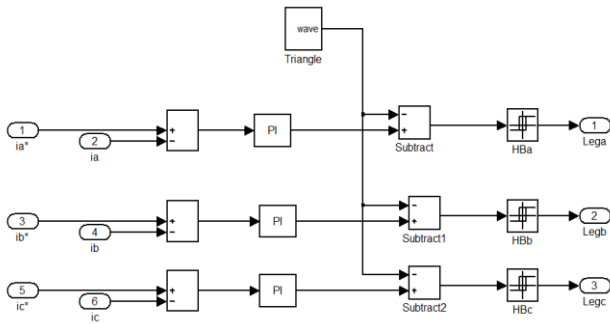 wave
Triangle
1
ia*
2
ia
+
−
PI
−
+
Subtract
HBa
1
Lega
3
ib*
4
ib
+
−
PI
−
+
Subtract1
HBb
2
Legb
5
ic*
6
ic
+
−
PI
−
+
Subtract2
HBc
3
Legc